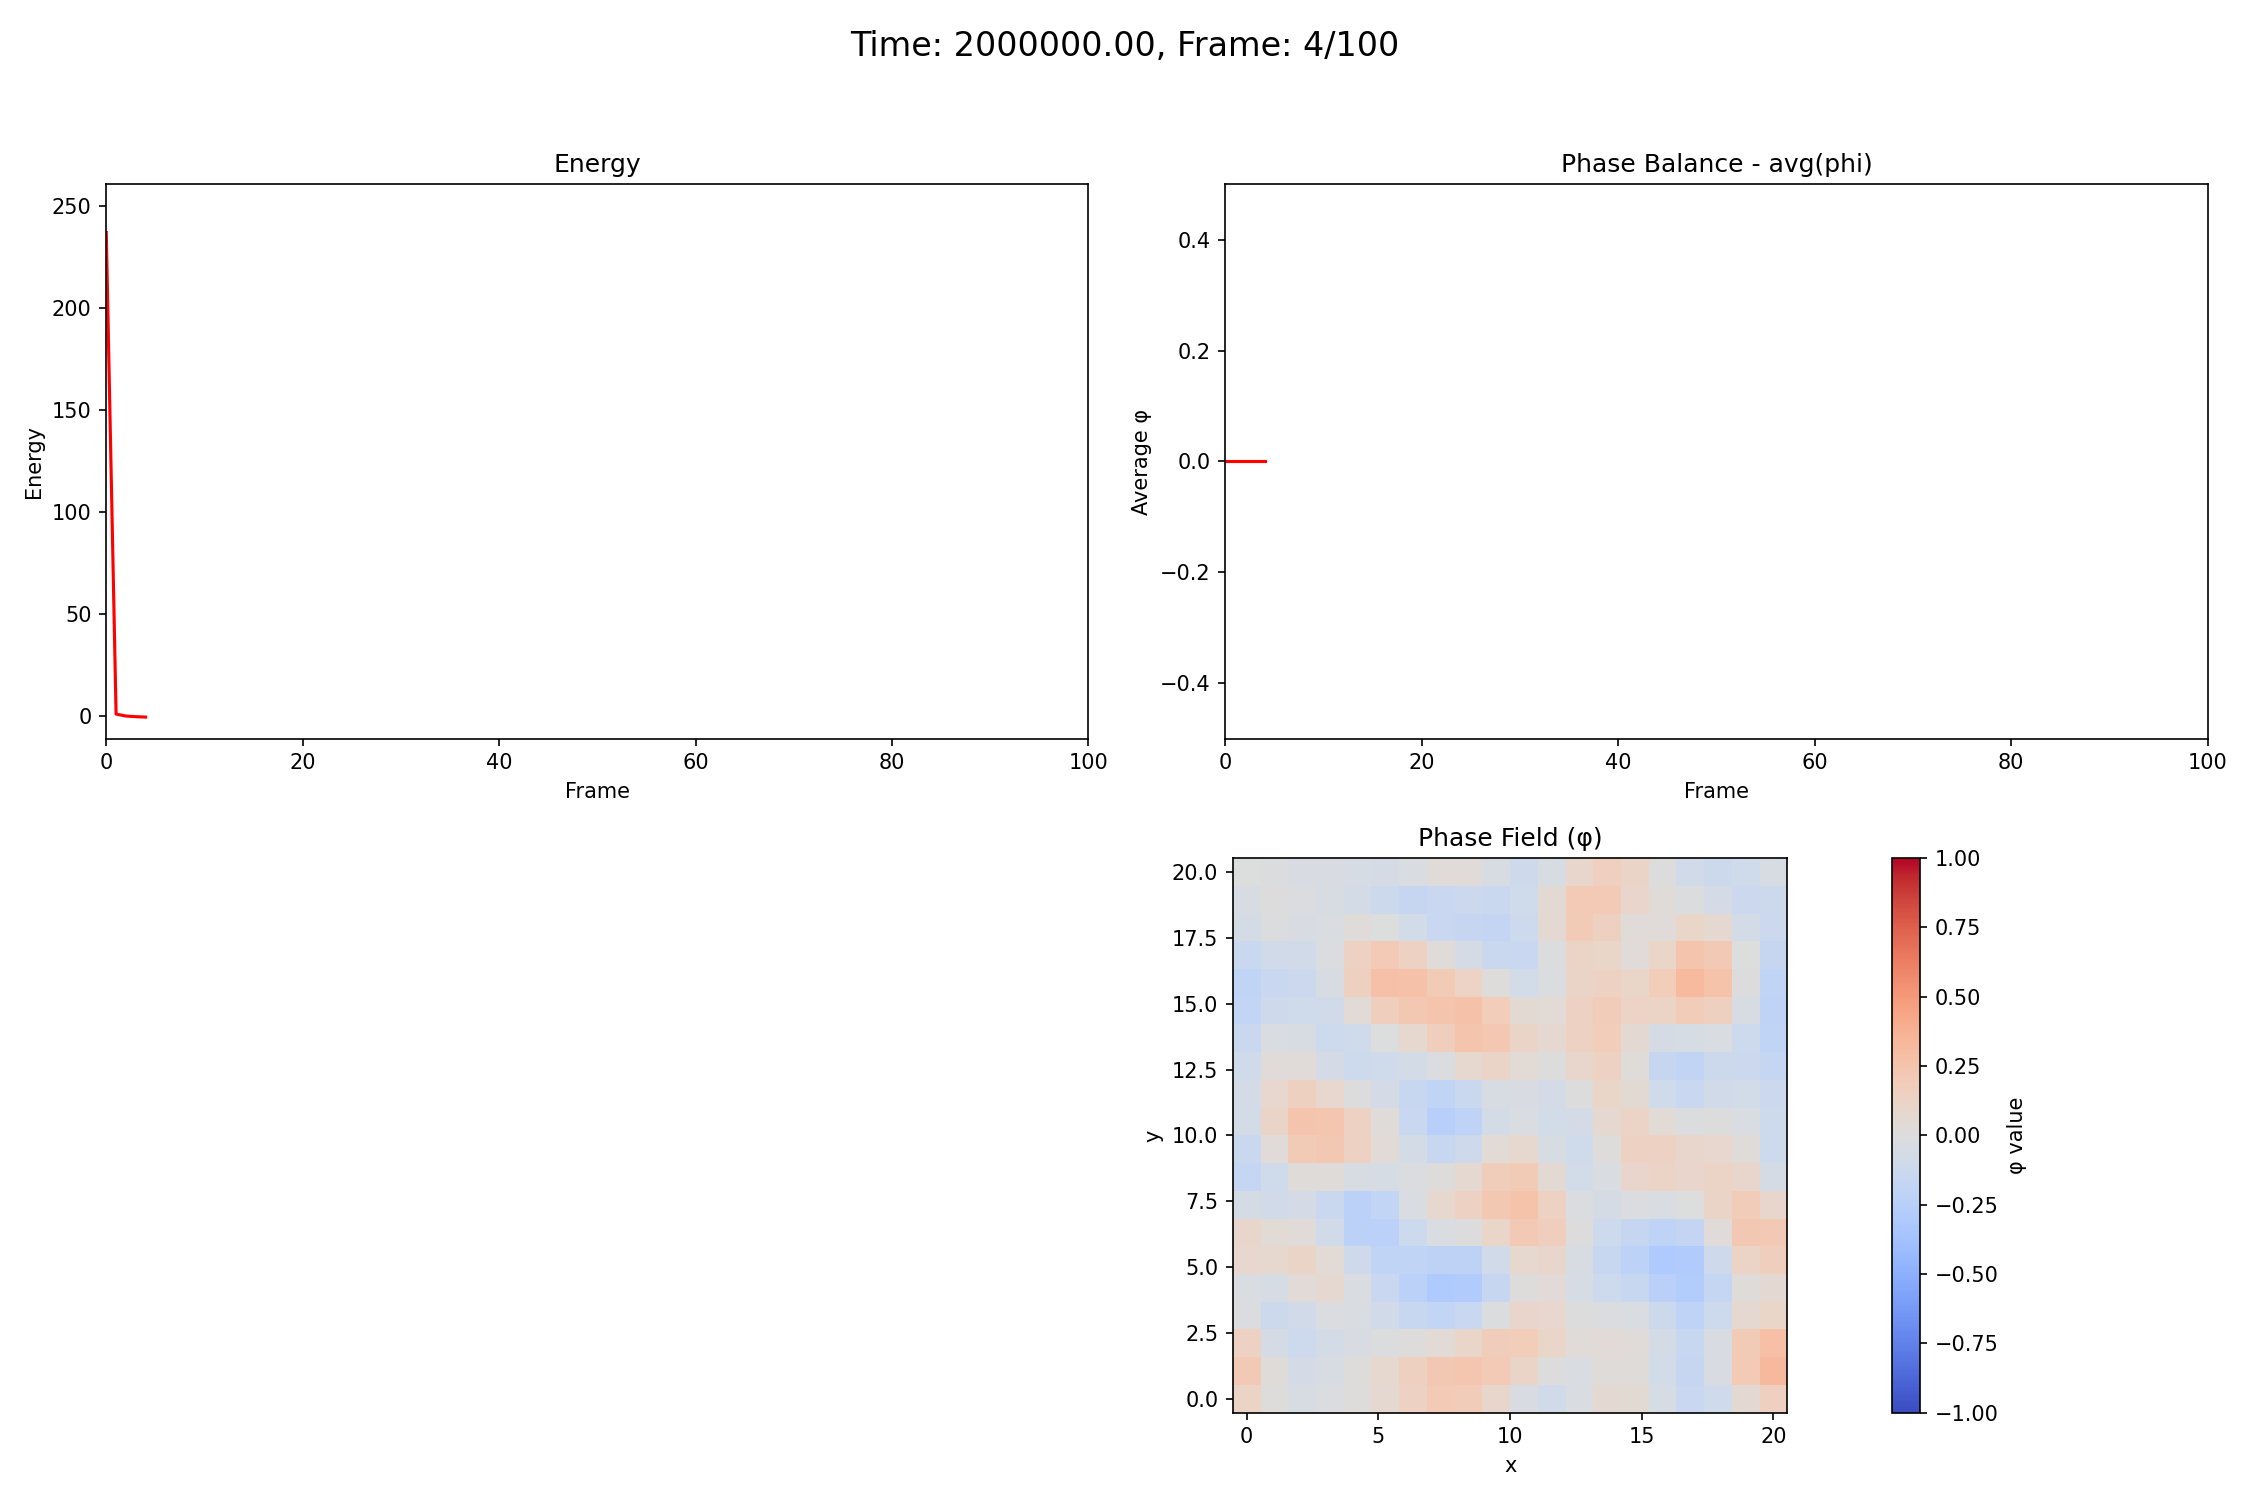 Time: 2000000.00, Frame: 4/100
Energy
250
200
150
100
50
0
Energy
0 20 40 60 80 100
Frame
Phase Balance - avg(phi)
0.4
0.2
0.0
−0.2
−0.4
Average φ
0 20 40 60 80 100
Frame
Phase Field (φ)
20.0
17.5
15.0
12.5
10.0
7.5
5.0
2.5
0.0
y
0 5 10 15 20
x
1.00
0.75
0.50
0.25
0.00
−0.25
−0.50
−0.75
−1.00
φ value